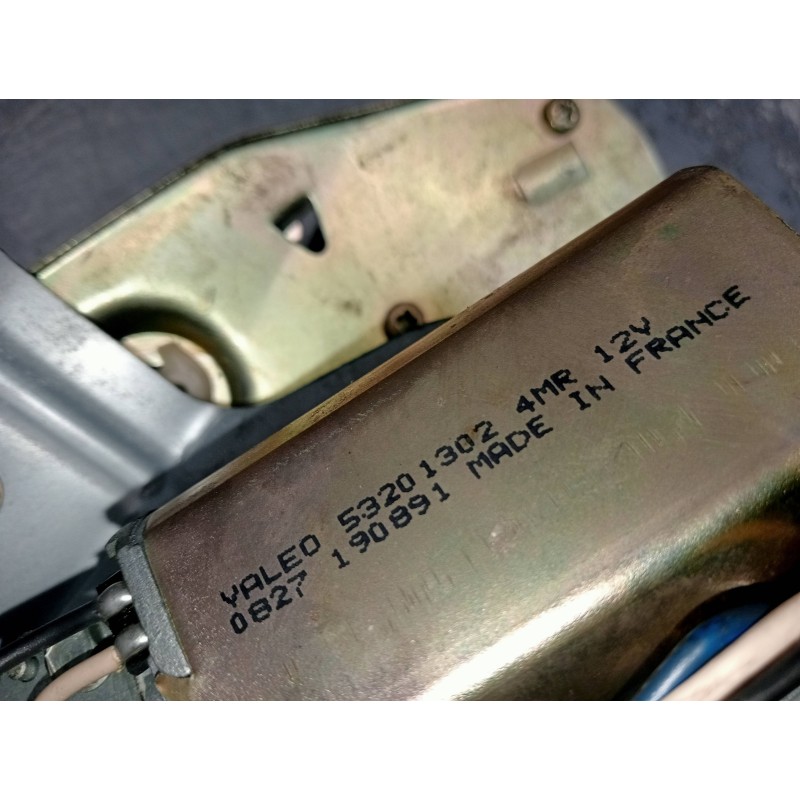 VALEO 53201302 4MR 12V
0827 190891 MADE IN FRANCE